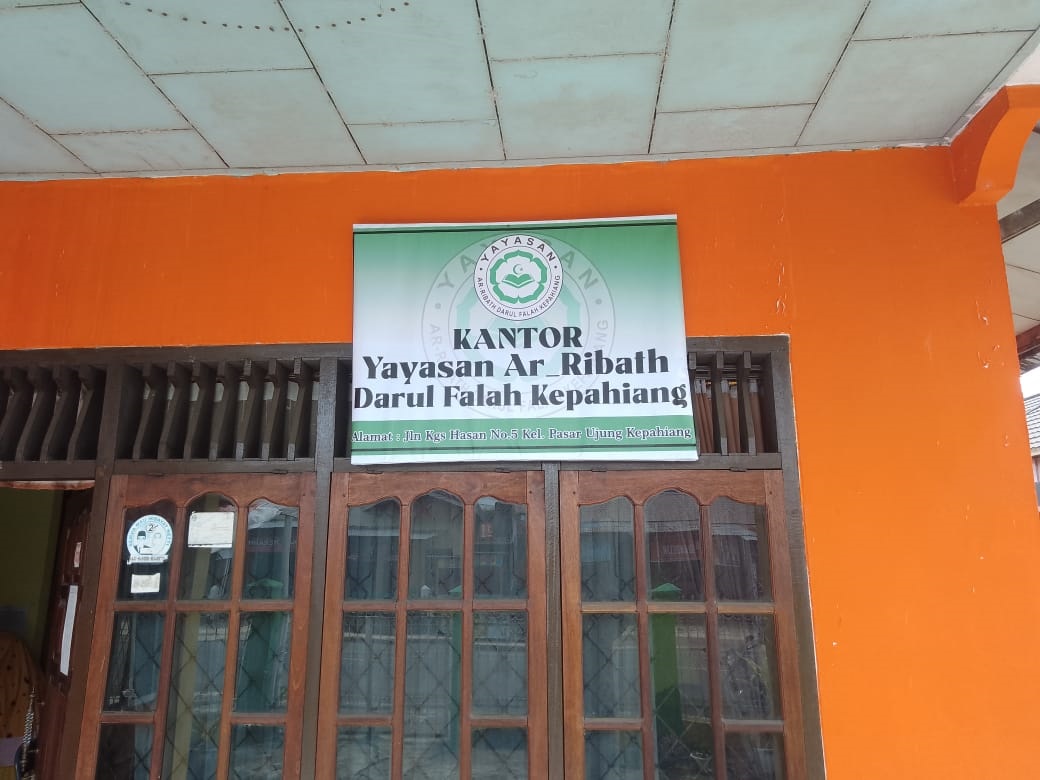 YAYASAN
AR-RIBATH DARUL FALAH KEPAHIANG
KANTOR
Yayasan Ar_Ribath
Darul Falah Kepahiang
Alamat : Jln Kgs Hasan No.5 Kel. Pasar Ujung Kepahiang